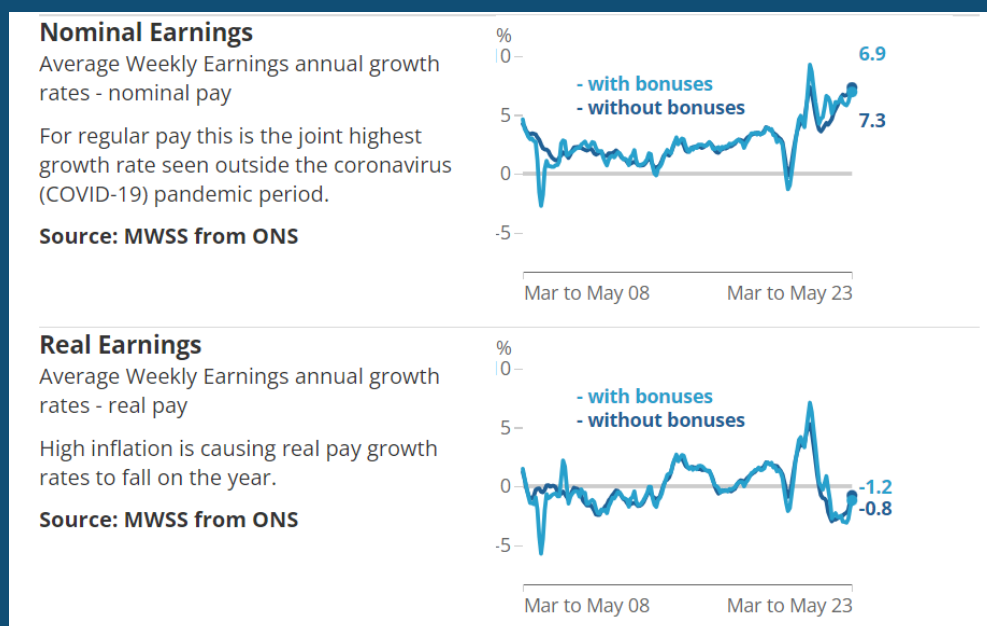 Nominal Earnings
Average Weekly Earnings annual growth
rates - nominal pay
For regular pay this is the joint highest
growth rate seen outside the coronavirus
(COVID-19) pandemic period.
Source: MWSS from ONS
%
10
5
0
-5
- with bonuses
- without bonuses
6.9
7.3
Mar to May 08
Mar to May 23
Real Earnings
Average Weekly Earnings annual growth
rates - real pay
High inflation is causing real pay growth
rates to fall on the year.
Source: MWSS from ONS
%
10
5
0
-5
- with bonuses
- without bonuses
-1.2
-0.8
Mar to May 08
Mar to May 23